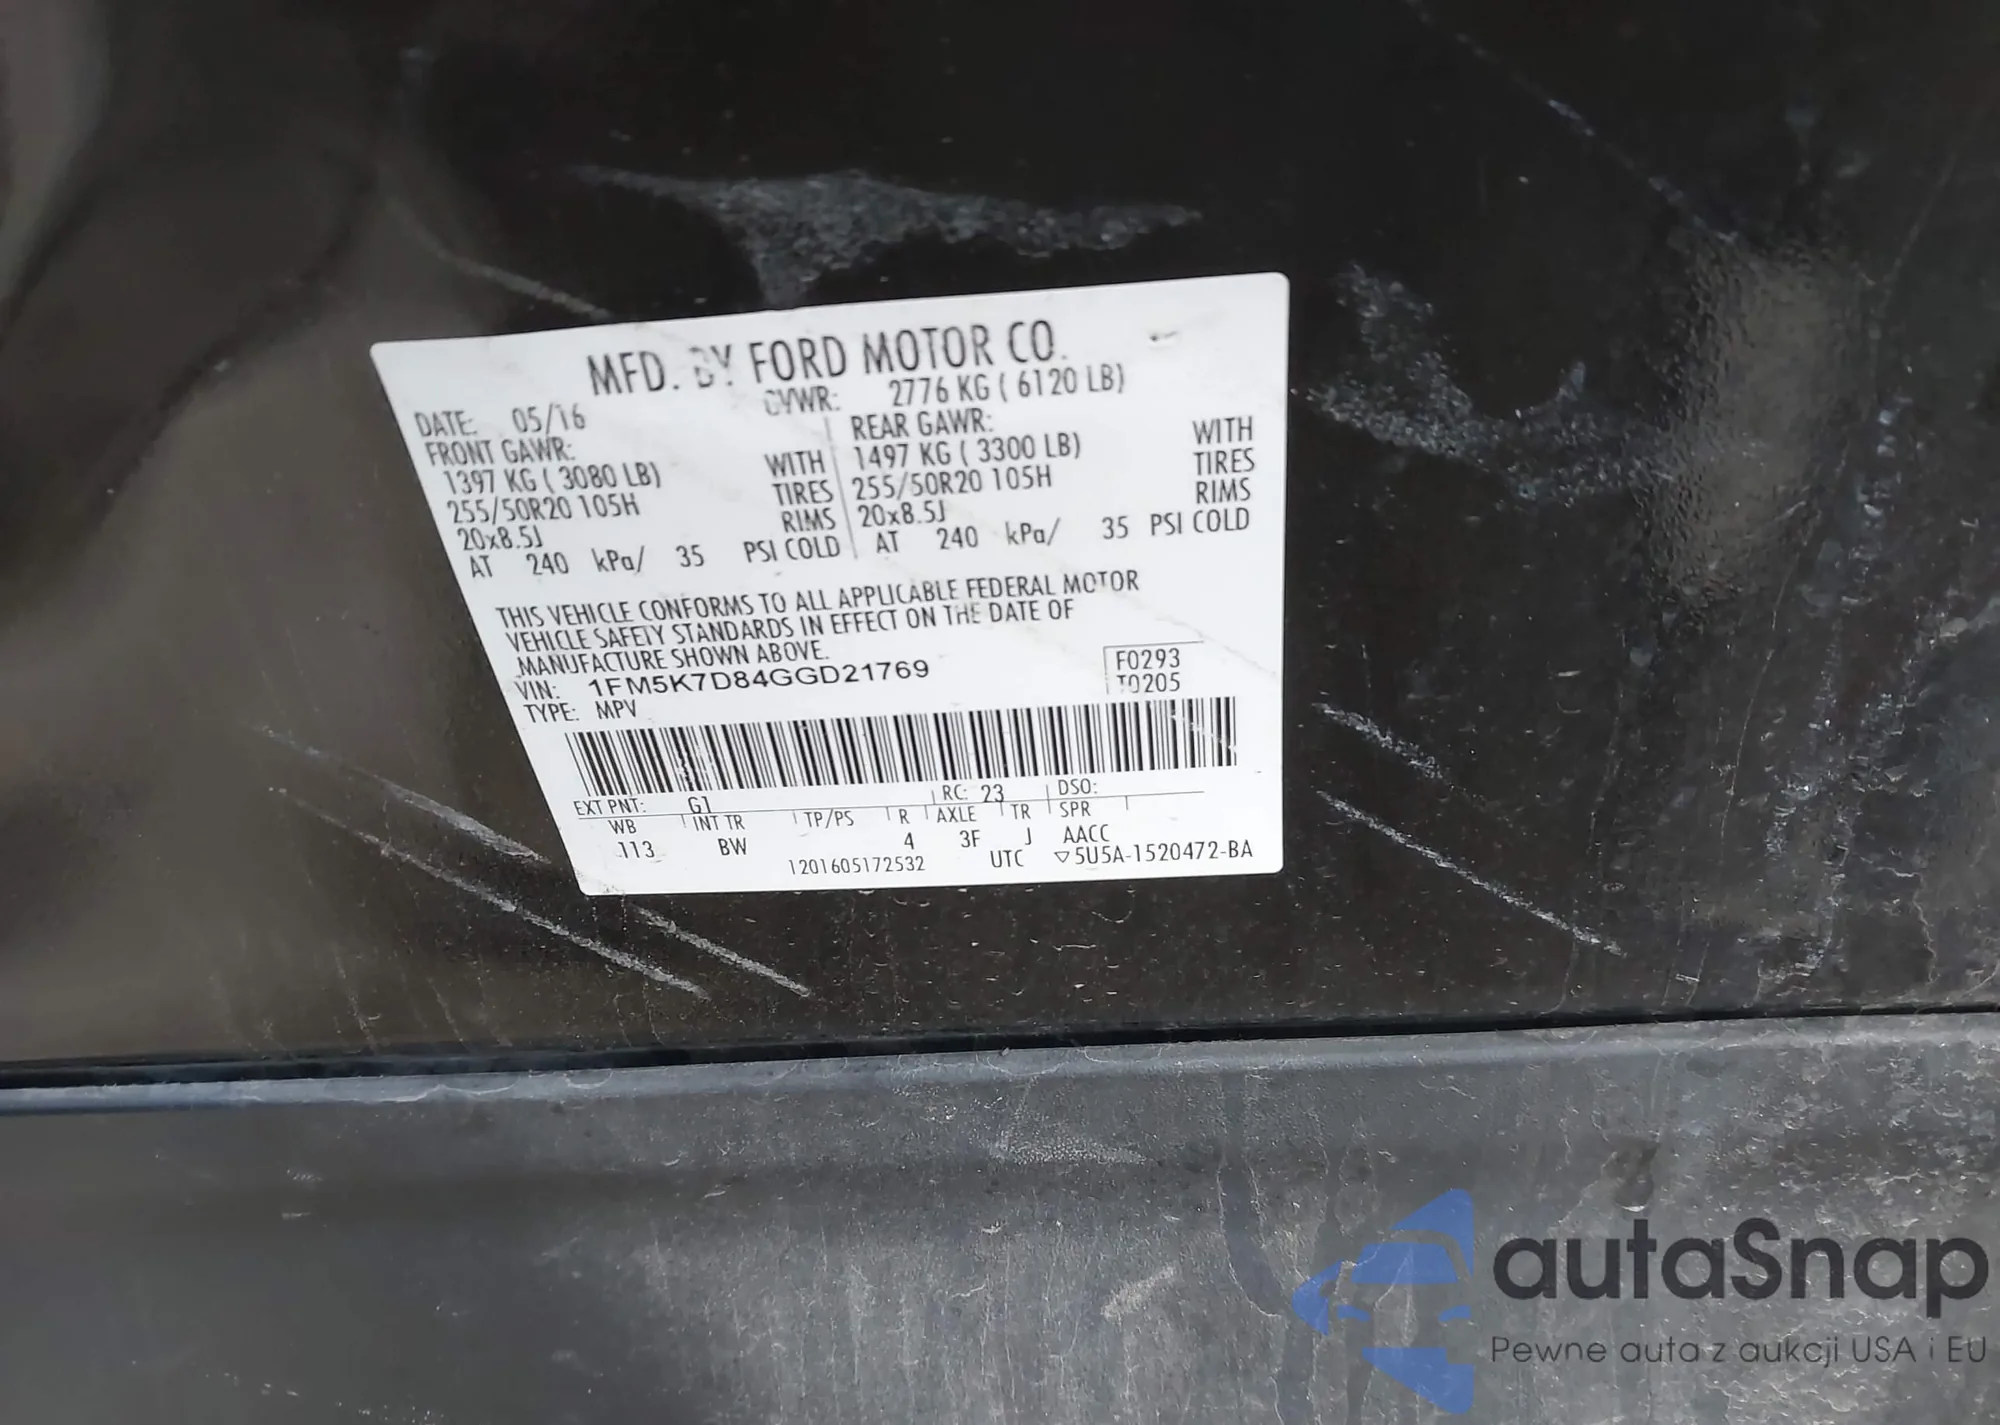 MFD. BY FORD MOTOR CO.
DATE: 05/16 GVWR: 2776 KG ( 6120 LB)
FRONT GAWR: REAR GAWR:
1397 KG ( 3080 LB) WITH 1497 KG ( 3300 LB) WITH
255/50R20 105H TIRES 255/50R20 105H TIRES
20x8.5J RIMS 20x8.5J RIMS
AT 240 kPa/ 35 PSI COLD AT 240 kPa/ 35 PSI COLD
THIS VEHICLE CONFORMS TO ALL APPLICABLE FEDERAL MOTOR
VEHICLE SAFETY STANDARDS IN EFFECT ON THE DATE OF
MANUFACTURE SHOWN ABOVE.
VIN: 1FM5K7D84GGD21769 F0293
TYPE: MPV T0205
EXT PNT: G1 RC: 23 DSO:
WB INT TR TP/PS R AXLE TR SPR
113 BW 4 3F J AACC
1201605172532 UTC ▽5U5A-1520472-BA
autaSnap
Pewne auta z aukcji USA i EU